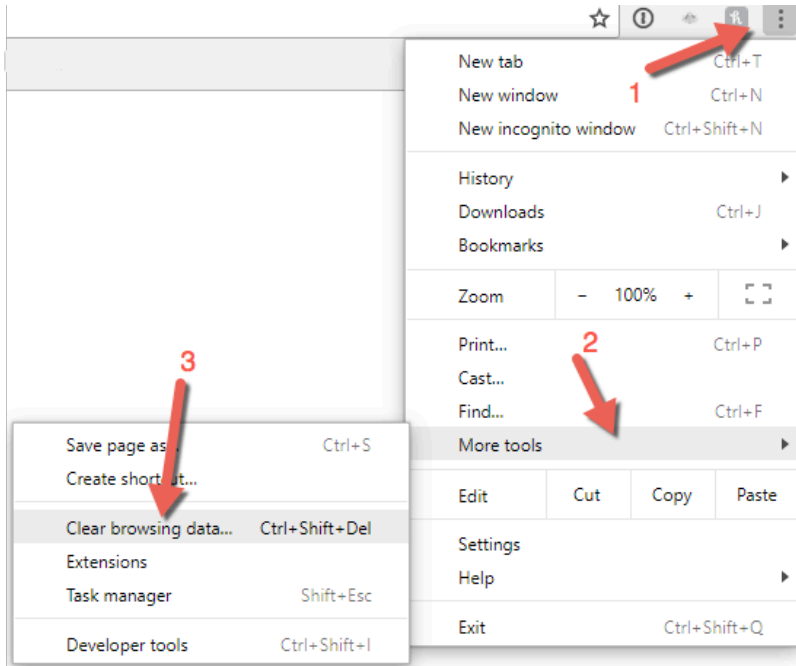 1
New tab Ctrl+T
New window Ctrl+N
New incognito window Ctrl+Shift+N
History
Downloads Ctrl+J
Bookmarks
Zoom - 100% +
Print... Ctrl+P
2
Cast...
Find... Ctrl+F
More tools
Edit Cut Copy Paste
Settings
Help
Exit Ctrl+Shift+Q
3
Save page as... Ctrl+S
Create shortcut...
Clear browsing data... Ctrl+Shift+Del
Extensions
Task manager Shift+Esc
Developer tools Ctrl+Shift+I